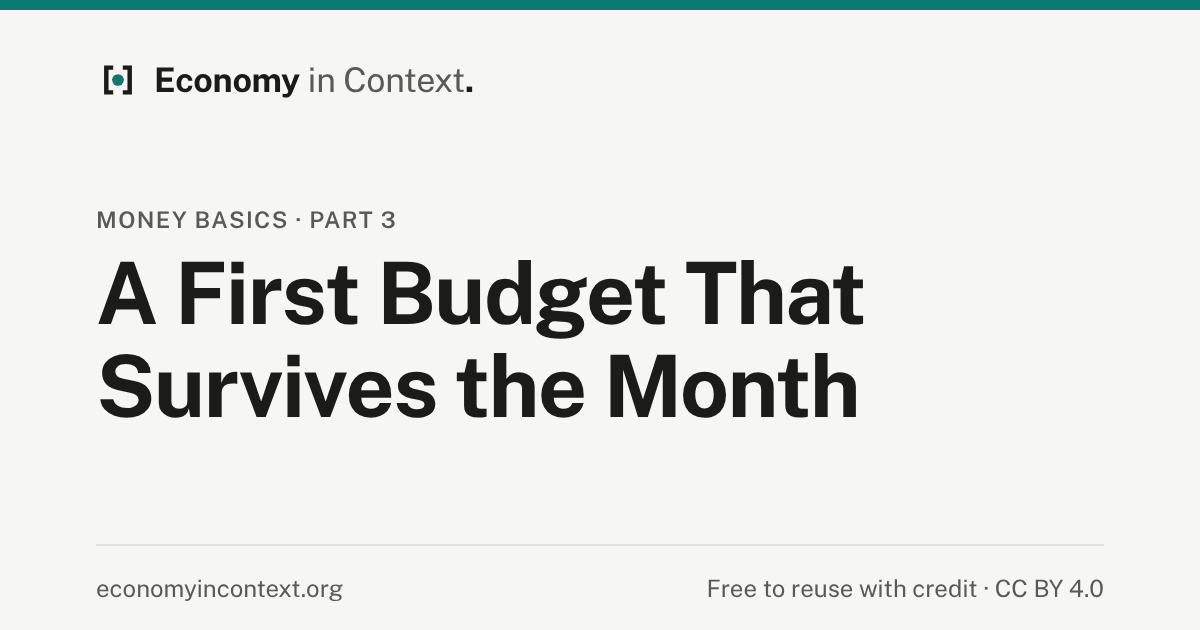 Economy in Context.
MONEY BASICS · PART 3
A First Budget That
Survives the Month
economyincontext.org
Free to reuse with credit · CC BY 4.0